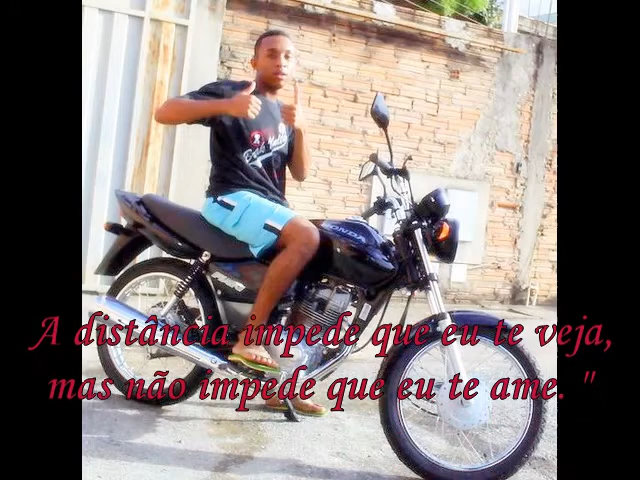 HONDA
A distância impede que eu te veja,
mas não impede que eu te ame. "